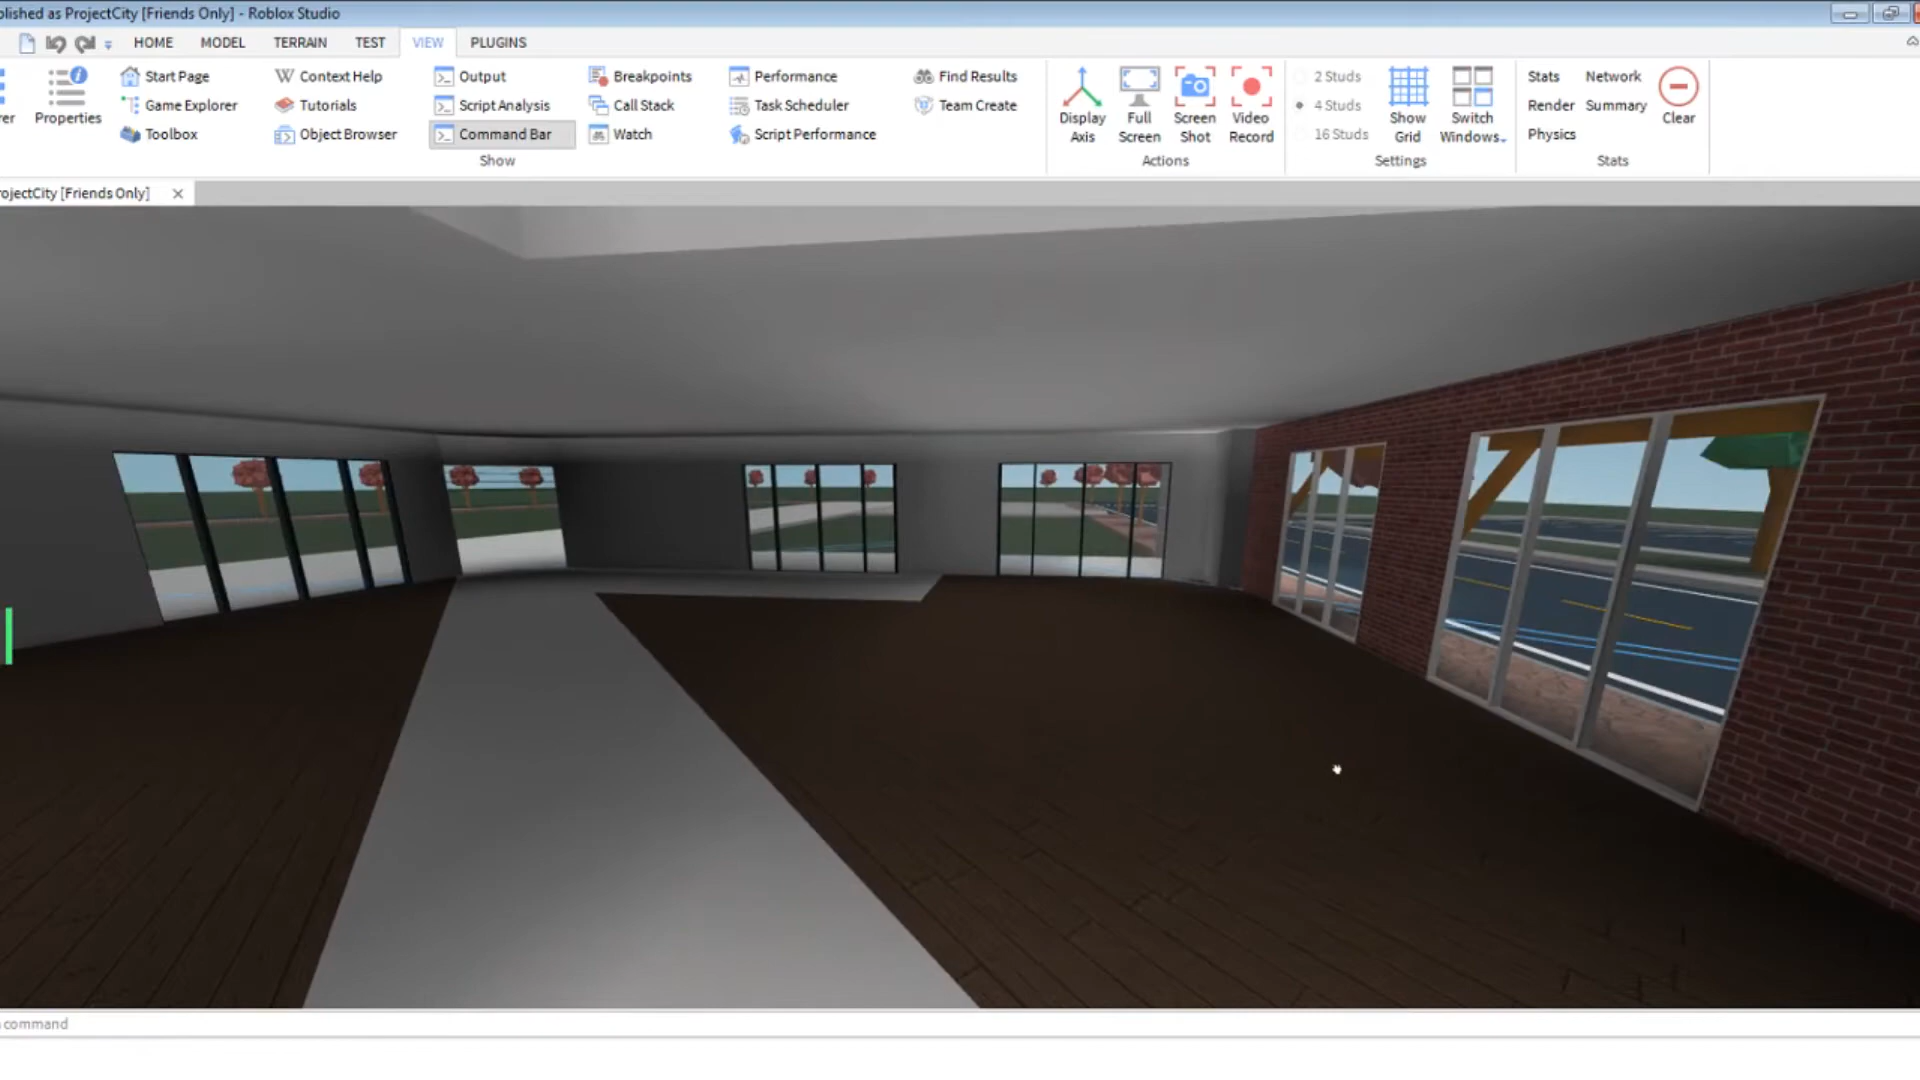 blished as ProjectCity [Friends Only] - Roblox Studio
HOME MODEL TERRAIN TEST VIEW PLUGINS
rer
Properties
Start Page
Game Explorer
Toolbox
Context Help
Tutorials
Object Browser
Output
Script Analysis
Command Bar
Breakpoints
Call Stack
Watch
Performance
Task Scheduler
Script Performance
Find Results
Team Create
Show
Display
Axis
Full
Screen
Screen
Shot
Video
Record
Actions
2 Studs
4 Studs
16 Studs
Show
Grid
Switch
Windows
Settings
Stats
Render
Physics
Network
Summary
Clear
Stats
rojectCity [Friends Only]
command